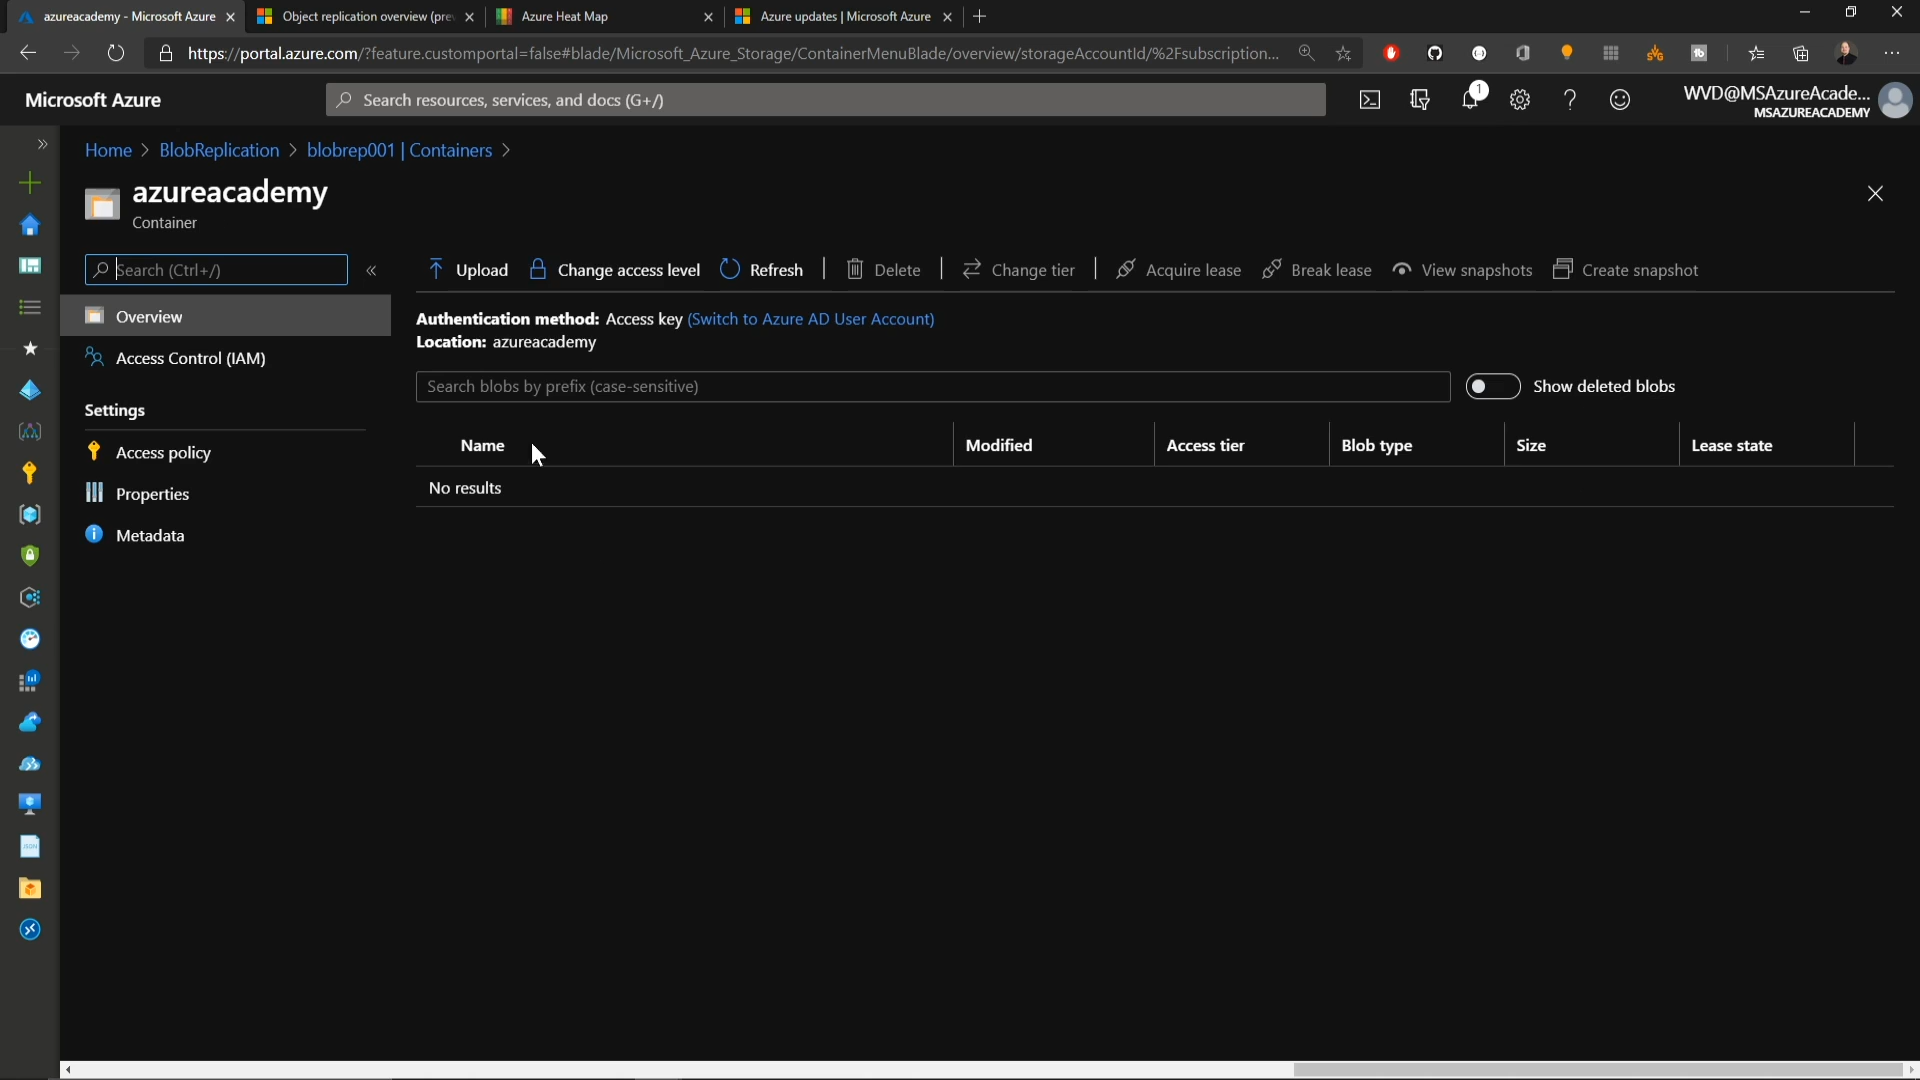 azureacademy - Microsoft Azure
Object replication overview (pre
Azure Heat Map
Azure updates | Microsoft Azure
https://portal.azure.com/?feature.customportal=false#blade/Microsoft_Azure_Storage/ContainerMenuBlade/overview/storageAccountId/%2Fsubscription...
Microsoft Azure
Search resources, services, and docs (G+/)
1
WVD@MSAzureAcade...
MSAZUREACADEMY
Home > BlobReplication > blobrep001 | Containers >
azureacademy
Container
Search (Ctrl+/)
Upload
Change access level
Refresh
Delete
Change tier
Acquire lease
Break lease
View snapshots
Create snapshot
Overview
Access Control (IAM)
Settings
Access policy
Properties
Metadata
Authentication method: Access key (Switch to Azure AD User Account)
Location: azureacademy
Search blobs by prefix (case-sensitive)
Show deleted blobs
Name Modified Access tier Blob type Size Lease state
No results